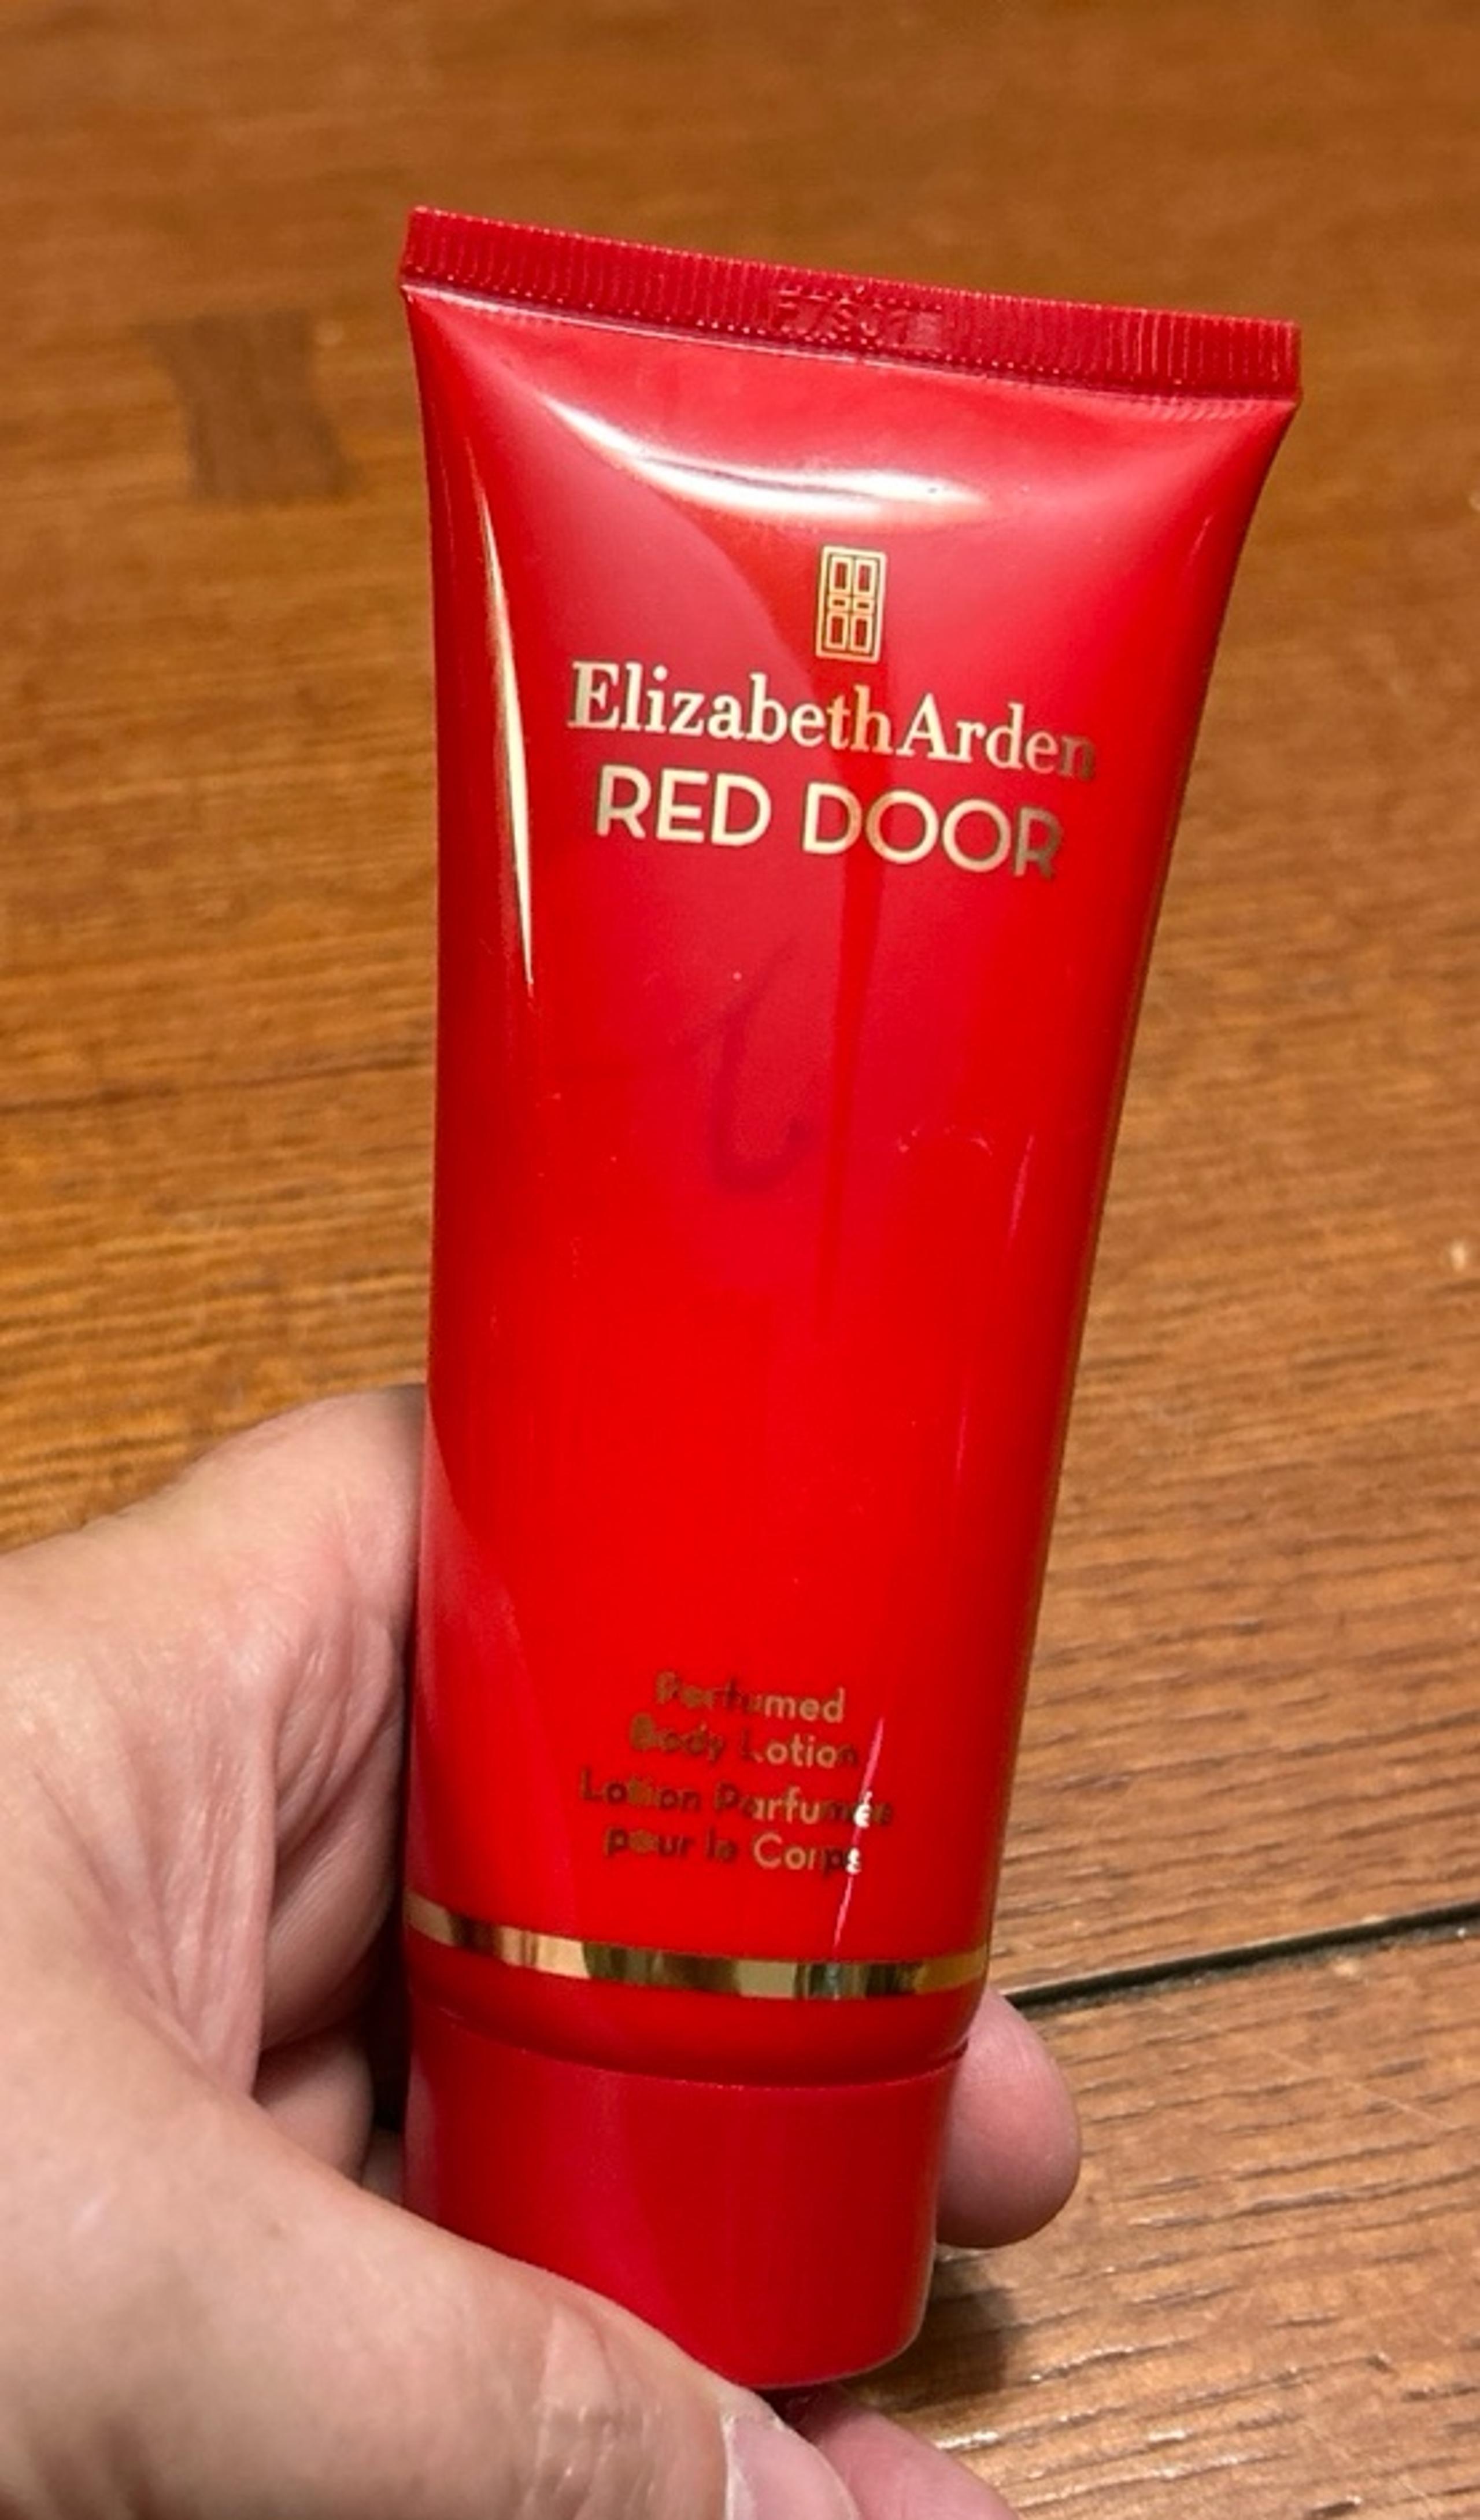 ElizabethArden
RED DOOR
Perfumed
Body Lotion
Lotion Parfumée
pour le Corps